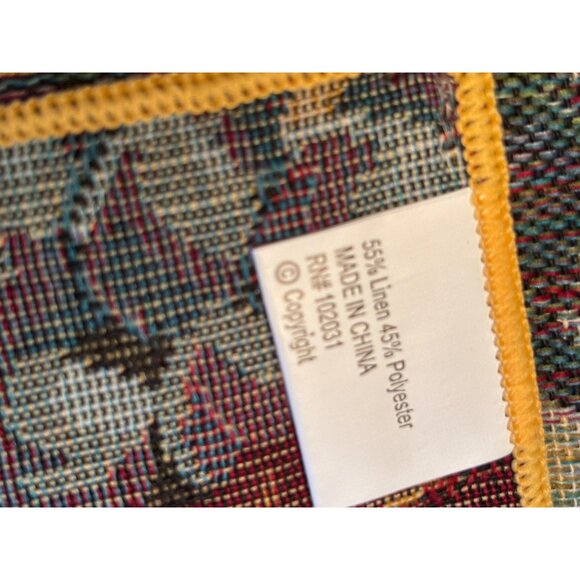 55% Linen 45% Polyester
MADE IN CHINA
RN# 102031
© Copyright